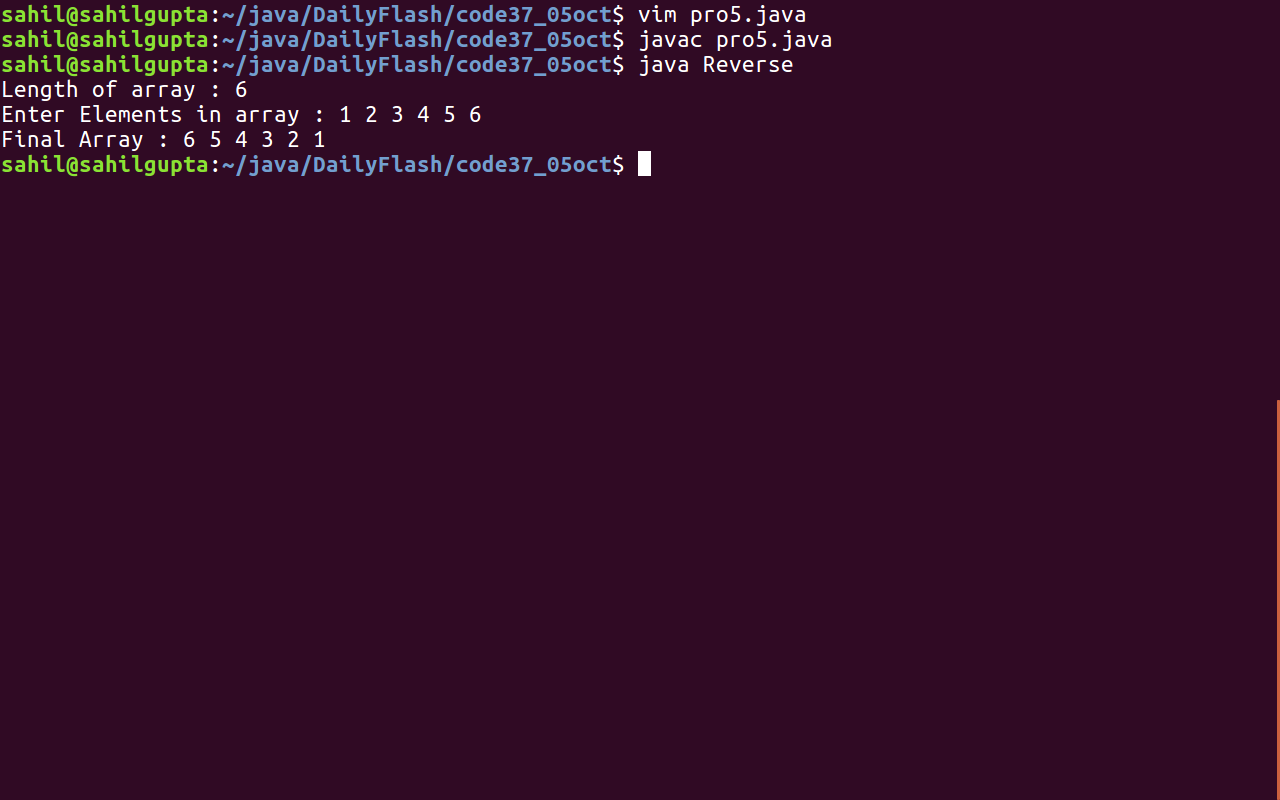 sahil@sahilgupta:~/java/DailyFlash/code37_05oct$ vim pro5.java
sahil@sahilgupta:~/java/DailyFlash/code37_05oct$ javac pro5.java
sahil@sahilgupta:~/java/DailyFlash/code37_05oct$ java Reverse
Length of array : 6
Enter Elements in array : 1 2 3 4 5 6
Final Array : 6 5 4 3 2 1
sahil@sahilgupta:~/java/DailyFlash/code37_05oct$